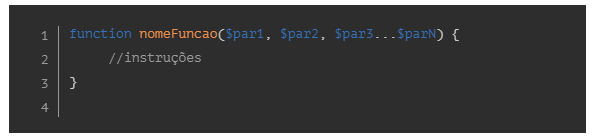 1 function nomeFuncao($par1, $par2, $par3...$parN) {
2 //instruções
3 }
4